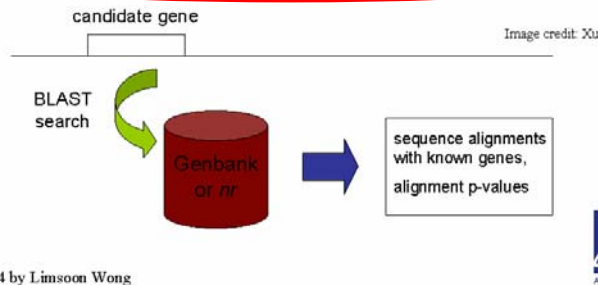 candidate gene
Image credit: Xu
BLAST
search
Genbank
or nr
sequence alignments
with known genes,
alignment p-values
4 by Limsoon Wong